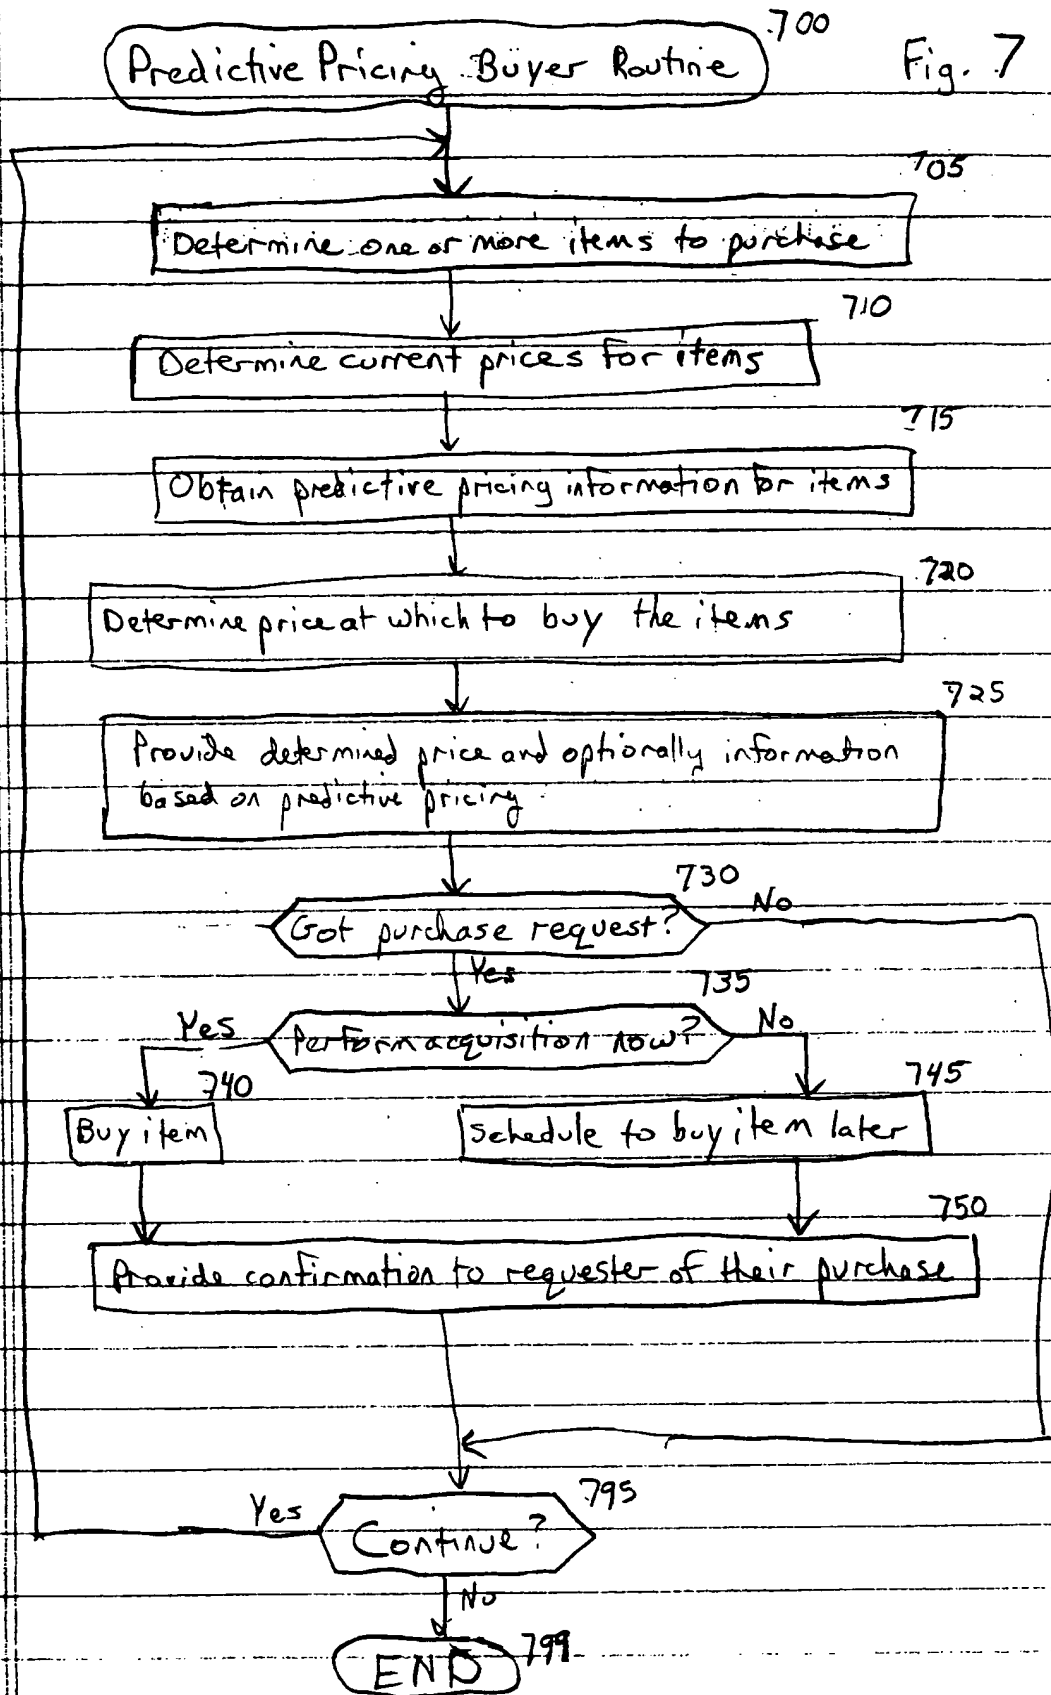 700
Predictive Pricing Buyer Routine
Fig. 7
705
Determine one or more items to purchase
710
Determine current prices for items
715
Obtain predictive pricing information for items
720
Determine price at which to buy the items
725
Provide determined price and optionally information
based on predictive pricing
730
Got purchase request?
No
Yes
735
Perform acquisition now?
Yes
No
740
Buy item
745
Schedule to buy item later
750
Provide confirmation to requester of their purchase
795
Continue?
Yes
No
END
799